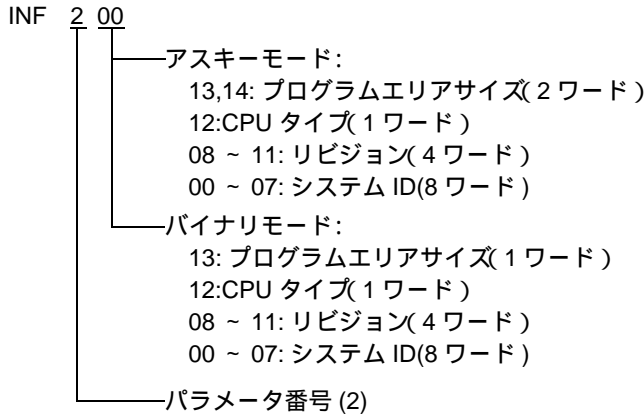 INF 2 00
アスキーモード:
13,14: プログラムエリアサイズ(2ワード)
12:CPU タイプ(1ワード)
08 ~ 11: リビジョン(4ワード)
00 ~ 07: システム ID(8ワード)
バイナリモード:
13: プログラムエリアサイズ(1ワード)
12:CPU タイプ(1ワード)
08 ~ 11: リビジョン(4ワード)
00 ~ 07: システム ID(8ワード)
パラメータ番号 (2)